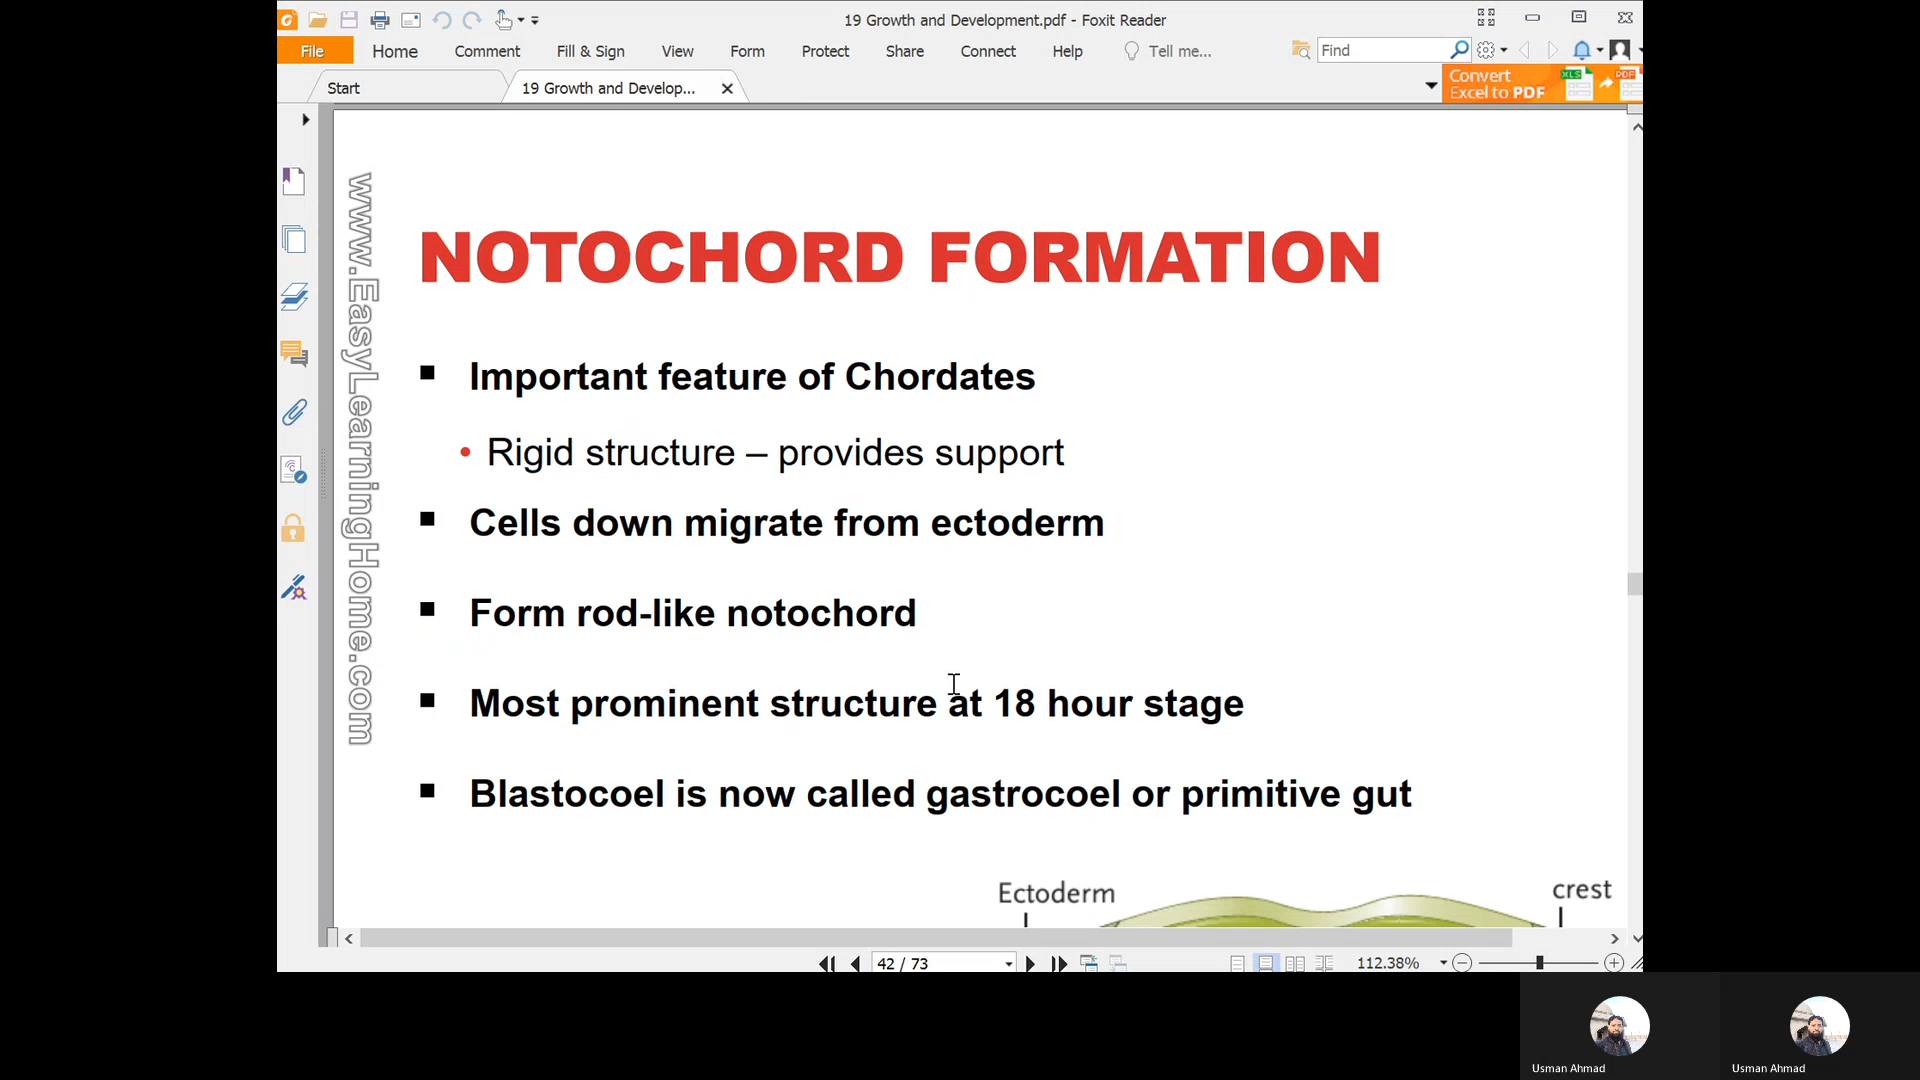 19 Growth and Development.pdf - Foxit Reader
File Home Comment Fill & Sign View Form Protect Share Connect Help Tell me... Find
Start 19 Growth and Develop...
Convert
Excel to PDF
XLS
PDF
www.EasyLearningHome.com
NOTOCHORD FORMATION
▪ Important feature of Chordates
• Rigid structure – provides support
▪ Cells down migrate from ectoderm
▪ Form rod-like notochord
▪ Most prominent structure at 18 hour stage
▪ Blastocoel is now called gastrocoel or primitive gut
Ectoderm
crest
42 / 73
112.38%
Usman Ahmad
Usman Ahmad